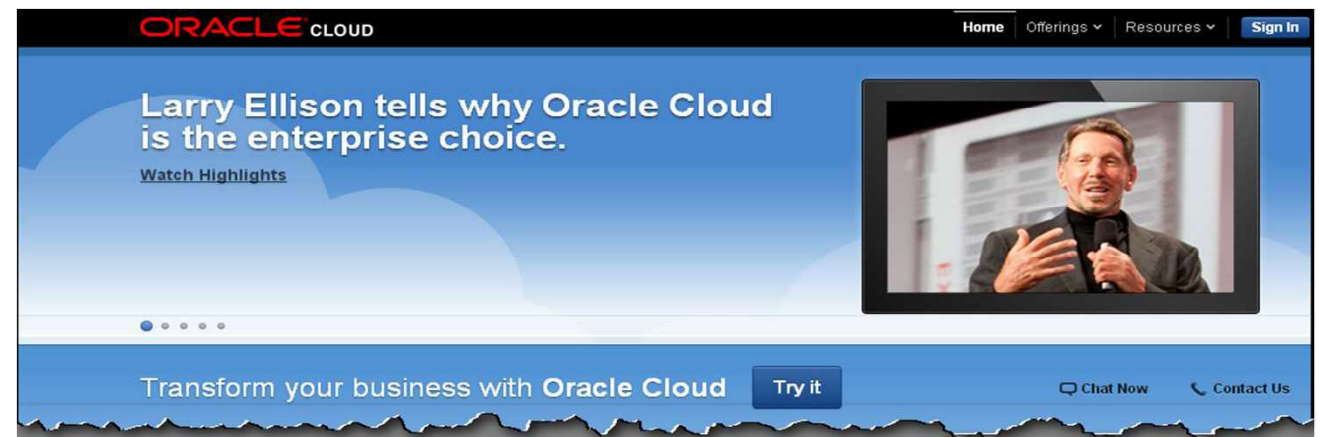 ORACLE CLOUD
Home Offerings Resources Sign In
Larry Ellison tells why Oracle Cloud
is the enterprise choice.
Watch Highlights
Transform your business with Oracle Cloud Try it Chat Now Contact Us